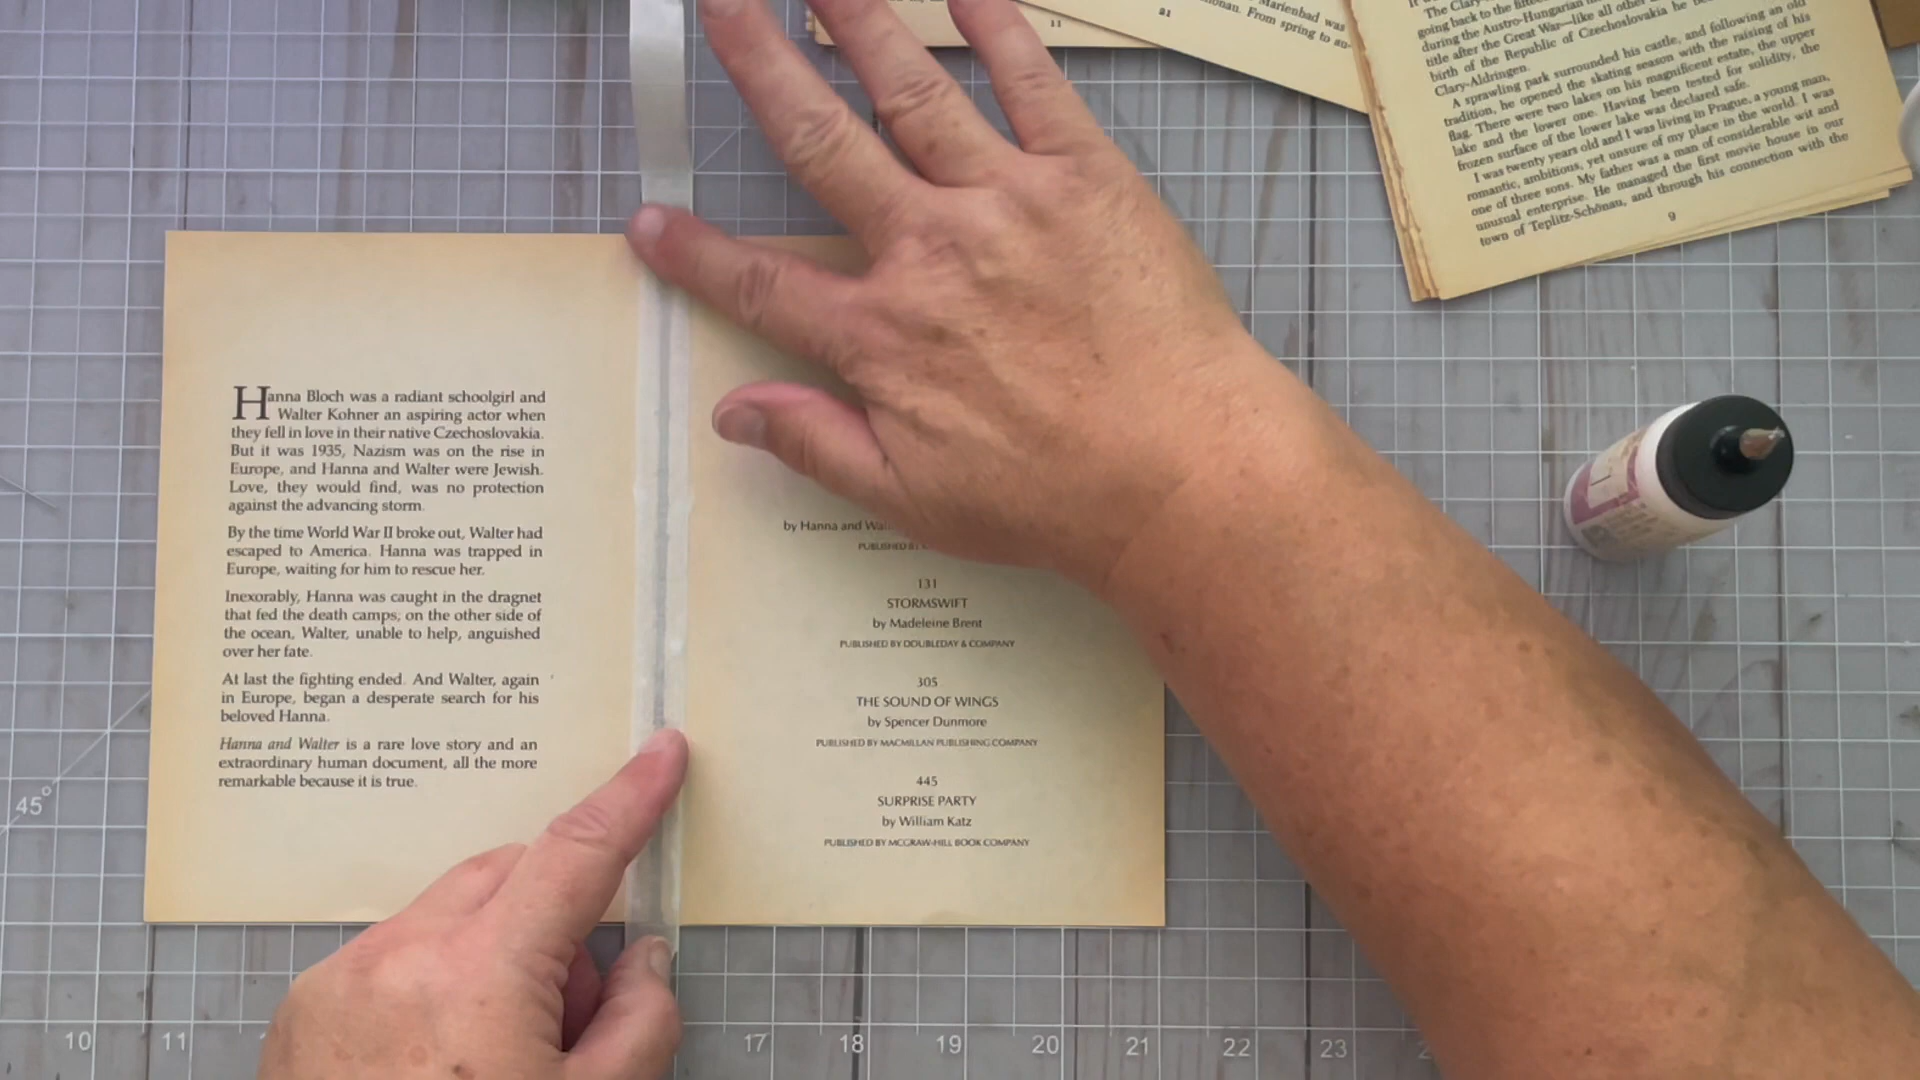 Hanna Bloch was a radiant schoolgirl and
Walter Kohner an aspiring actor when
they fell in love in their native Czechoslovakia.
But it was 1935, Nazism was on the rise in
Europe, and Hanna and Walter were Jewish.
Love, they would find, was no protection
against the advancing storm.
By the time World War II broke out, Walter had
escaped to America. Hanna was trapped in
Europe, waiting for him to rescue her.
Inexorably, Hanna was caught in the dragnet
that fed the death camps; on the other side of
the ocean, Walter, unable to help, anguished
over her fate.
At last the fighting ended. And Walter, again
in Europe, began a desperate search for his
beloved Hanna.
Hanna and Walter is a rare love story and an
extraordinary human document, all the more
remarkable because it is true.
by Hanna and
PUBLISHED
131
STORMSWIFT
by Madeleine Brent
PUBLISHED BY DOUBLEDAY & COMPANY
305
THE SOUND OF WINGS
by Spencer Dunmore
PUBLISHED BY MACMILLAN PUBLISHING COMPANY
445
SURPRISE PARTY
by William Katz
PUBLISHED BY MCGRAW-HILL BOOK COMPANY
11
21
Marienbad was
From spring to au-
The Clary-
going back to the
during the Austro-Hungarian
title after the Great War—like all other
birth of the Republic of Czechoslovakia he
Clary-Aldringen.
A sprawling park surrounded his castle, and following an old
tradition, he opened the skating season with the raising of his
flag. There were two lakes on his magnificent estate, the upper
lake and the lower one. Having been tested for solidity, the
frozen surface of the lower lake was declared safe.
I was twenty years old and I was living in Prague, a young man,
romantic, ambitious, yet unsure of my place in the world. I was
one of three sons. My father was a man of considerable wit and
unusual enterprise. He managed the first movie house in our
town of Teplitz-Schönau, and through his connection with the
9
45°
10 11 17 18 19 20 21 22 23